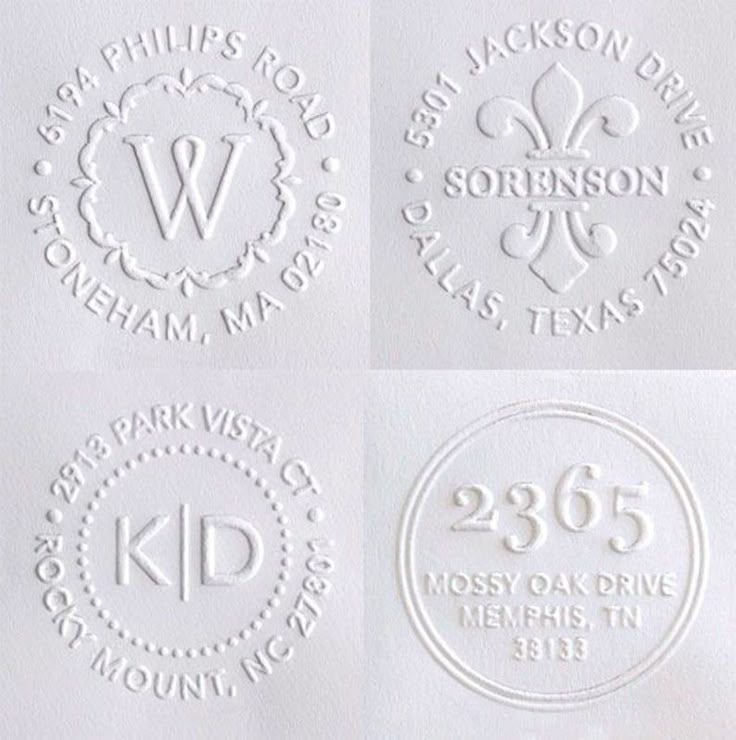 6194 PHILIPS ROAD
W
STONEHAM, MA 02180
5301 JACKSON DRIVE
SORENSON
DALLAS, TEXAS 75024
2913 PARK VISTA CT
K|D
ROCKY MOUNT, NC 27801
2365
MOSSY OAK DRIVE
MEMPHIS, TN
38133